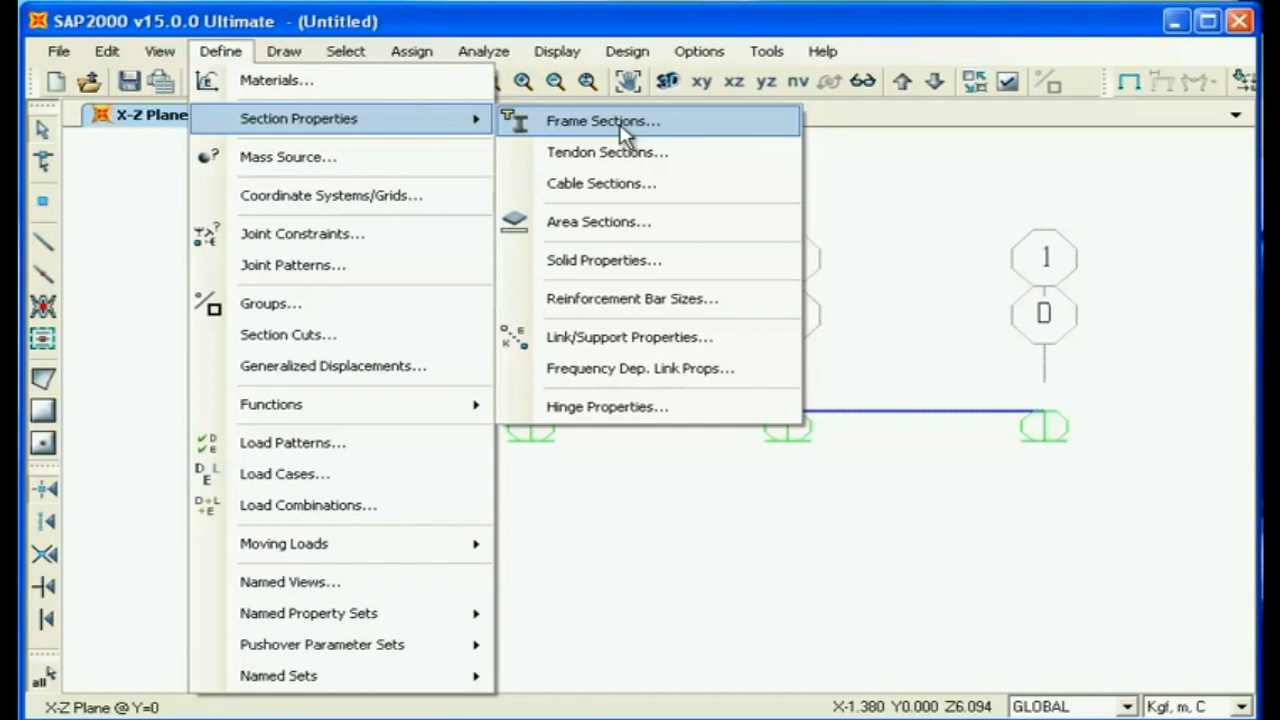 SAP2000 v15.0.0 Ultimate - (Untitled)
File Edit View Define Draw Select Assign Analyze Display Design Options Tools Help
xy xz yz nv
X-Z Plane
Materials...
Section Properties
Mass Source...
Coordinate Systems/Grids...
Joint Constraints...
Joint Patterns...
Groups...
Section Cuts...
Generalized Displacements...
Functions
Load Patterns...
Load Cases...
Load Combinations...
Moving Loads
Named Views...
Named Property Sets
Pushover Parameter Sets
Named Sets
Frame Sections...
Tendon Sections...
Cable Sections...
Area Sections...
Solid Properties...
Reinforcement Bar Sizes...
Link/Support Properties...
Frequency Dep. Link Props...
Hinge Properties...
1
D
all
X-Z Plane @ Y=0 X-1.380 Y0.000 Z6.094 GLOBAL Kgf, m, C